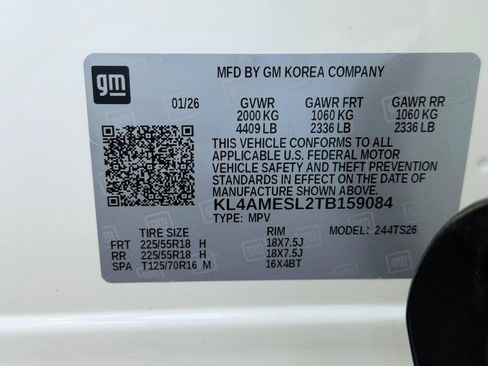 gm
MFD BY GM KOREA COMPANY
01/26 GVWR GAWR FRT GAWR RR
2000 KG 1060 KG 1060 KG
4409 LB 2336 LB 2336 LB
THIS VEHICLE CONFORMS TO ALL
APPLICABLE U.S. FEDERAL MOTOR
VEHICLE SAFETY AND THEFT PREVENTION
STANDARDS IN EFFECT ON THE DATE OF
MANUFACTURE SHOWN ABOVE.
KL4AMESL2TB159084
TYPE: MPV
TIRE SIZE RIM MODEL: 244TS26
FRT 225/55R18 H 18X7.5J
RR 225/55R18 H 18X7.5J
SPA T125/70R16 M 16X4BT